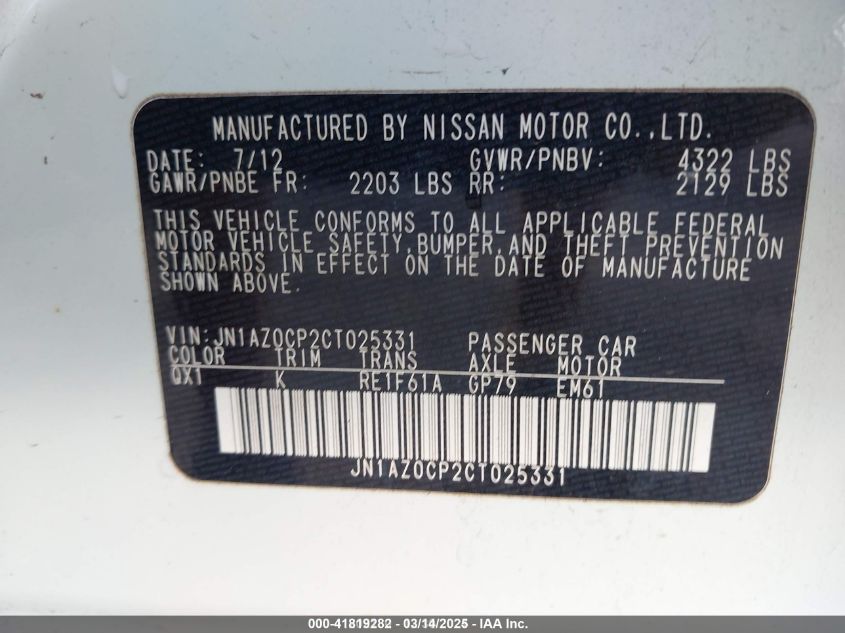 MANUFACTURED BY NISSAN MOTOR CO.,LTD.
DATE: 7/12 GVWR/PNBV: 4322 LBS
GAWR/PNBE FR: 2203 LBS RR: 2129 LBS
THIS VEHICLE CONFORMS TO ALL APPLICABLE FEDERAL
MOTOR VEHICLE SAFETY,BUMPER,AND THEFT PREVENTION
STANDARDS IN EFFECT ON THE DATE OF MANUFACTURE
SHOWN ABOVE.
VIN:JN1AZ0CP2CT025331 PASSENGER CAR
COLOR TRIM TRANS AXLE MOTOR
QX1 K RE1F61A GP79 EM61
JN1AZ0CP2CT025331
000-41819282 - 03/14/2025 - IAA Inc.